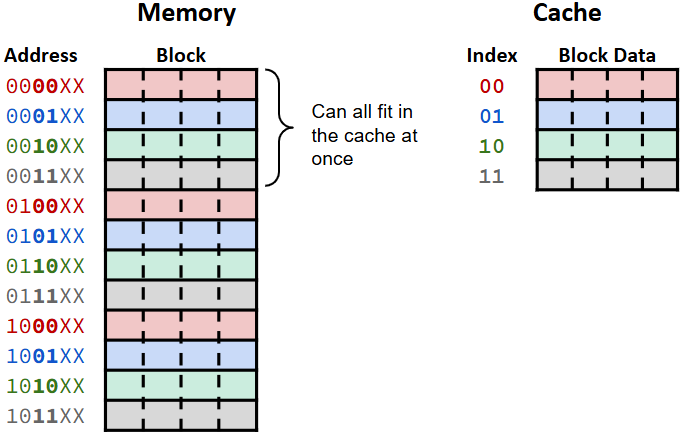 Memory
Cache
Address
Block
Index
Block Data
0000XX
0001XX
0010XX
0011XX
0100XX
0101XX
0110XX
0111XX
1000XX
1001XX
1010XX
1011XX
Can all fit in
the cache at
once
00
01
10
11